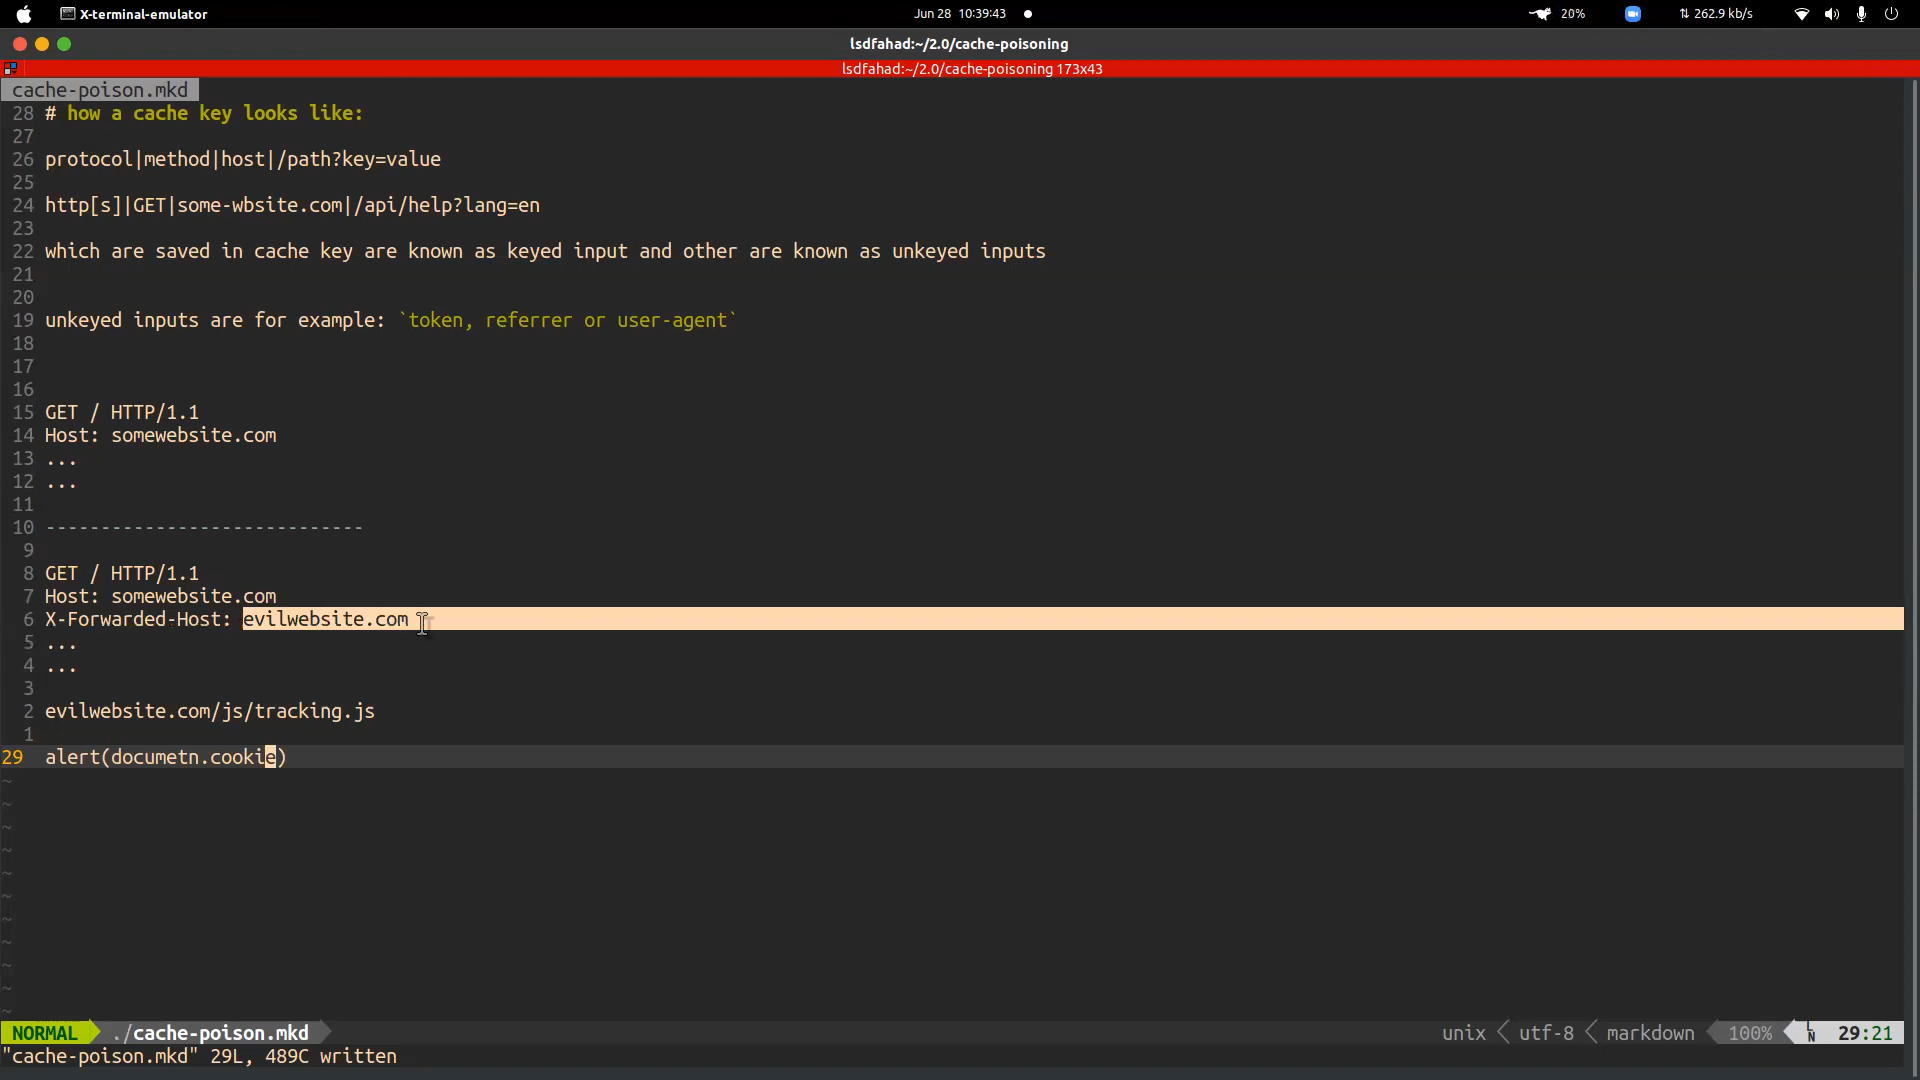 X-terminal-emulator
Jun 28 10:39:43
20%
262.9 kb/s
lsdfahad:~/2.0/cache-poisoning
lsdfahad:~/2.0/cache-poisoning 173x43
cache-poison.mkd
28 # how a cache key looks like:
27
26 protocol|method|host|/path?key=value
25
24 http[s]|GET|some-wbsite.com|/api/help?lang=en
23
22 which are saved in cache key are known as keyed input and other are known as unkeyed inputs
21
20
19 unkeyed inputs are for example: `token, referrer or user-agent`
18
17
16
15 GET / HTTP/1.1
14 Host: somewebsite.com
13 ...
12 ...
11
10 -----------------------------
9
8 GET / HTTP/1.1
7 Host: somewebsite.com
6 X-Forwarded-Host: evilwebsite.com
5 ...
4 ...
3
2 evilwebsite.com/js/tracking.js
1
29 alert(documetn.cookie)
~
~
~
~
~
~
~
~
~
~
~
NORMAL ./cache-poison.mkd unix utf-8 markdown 100% LN 29:21
"cache-poison.mkd" 29L, 489C written